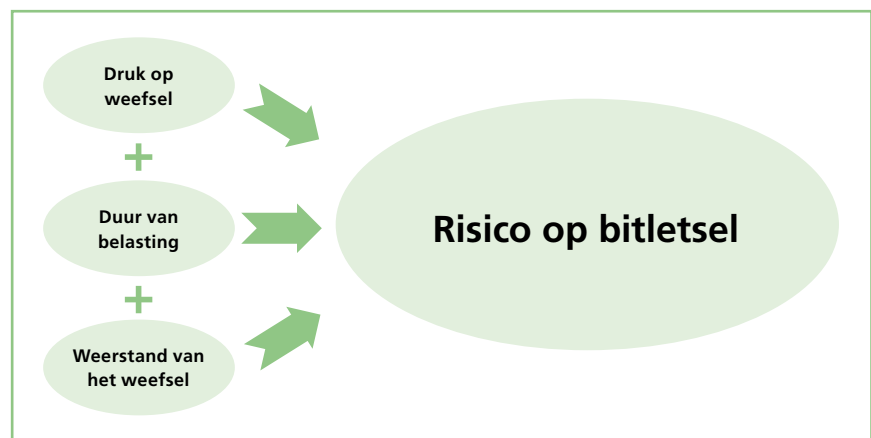 Druk op
weefsel
+
Duur van
belasting
+
Weerstand van
het weefsel
Risico op bitletsel